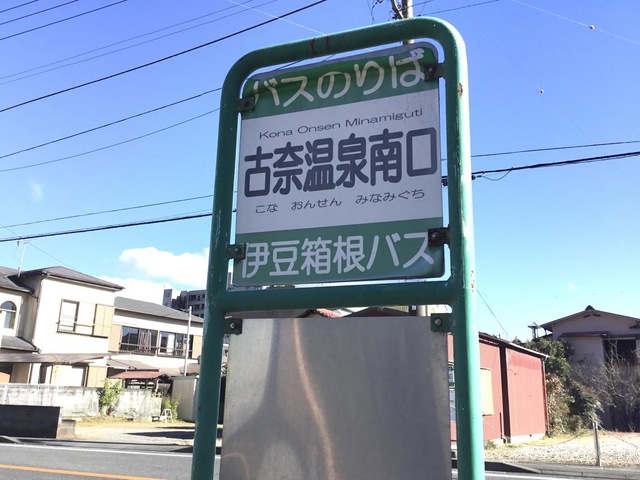 バスのりば
Kona Onsen Minamiguti
古奈温泉南口
こな おんせん みなみぐち
伊豆箱根バス